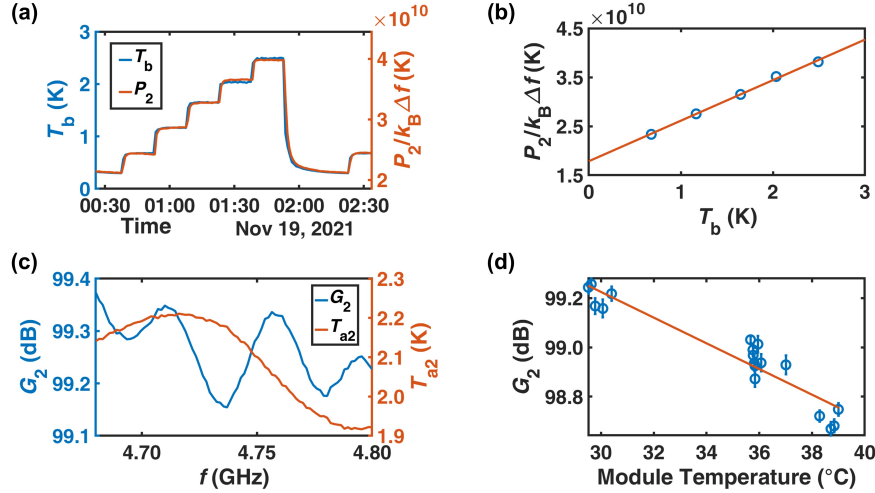 (a)
×10^10
3
2
1
0
T_b (K)
T_b
P_2
4
3
2
P_2/k_B Δf (K)
00:30 01:00 01:30 02:00 02:30
Time
Nov 19, 2021
(b)
×10^10
4.5
3.5
2.5
1.5
P_2/k_B Δf (K)
0 1 2 3
T_b (K)
(c)
99.4
99.3
99.2
99.1
G_2 (dB)
G_2
T_a2
2.3
2.2
2.1
2.0
1.9
T_a2 (K)
4.70 4.75 4.80
f (GHz)
(d)
99.2
99.0
98.8
G_2 (dB)
30 32 34 36 38 40
Module Temperature (°C)